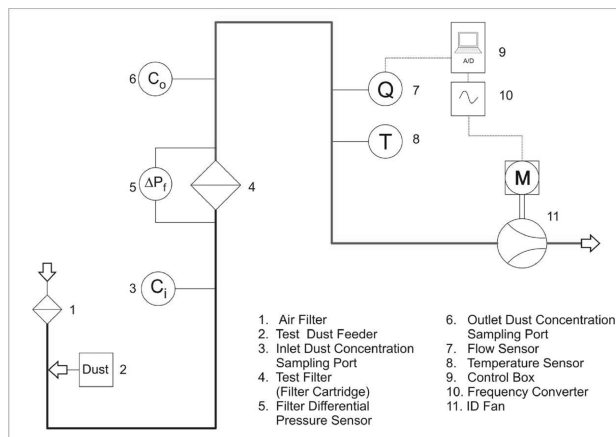 6 Co
9
A/D
Q
7
10
T
8
5 ΔPf
4
M
11
3 Ci
1
Dust 2
1. Air Filter
2. Test Dust Feeder
3. Inlet Dust Concentration
Sampling Port
4. Test Filter
(Filter Cartridge)
5. Filter Differential
Pressure Sensor
6. Outlet Dust Concentration
Sampling Port
7. Flow Sensor
8. Temperature Sensor
9. Control Box
10. Frequency Converter
11. ID Fan